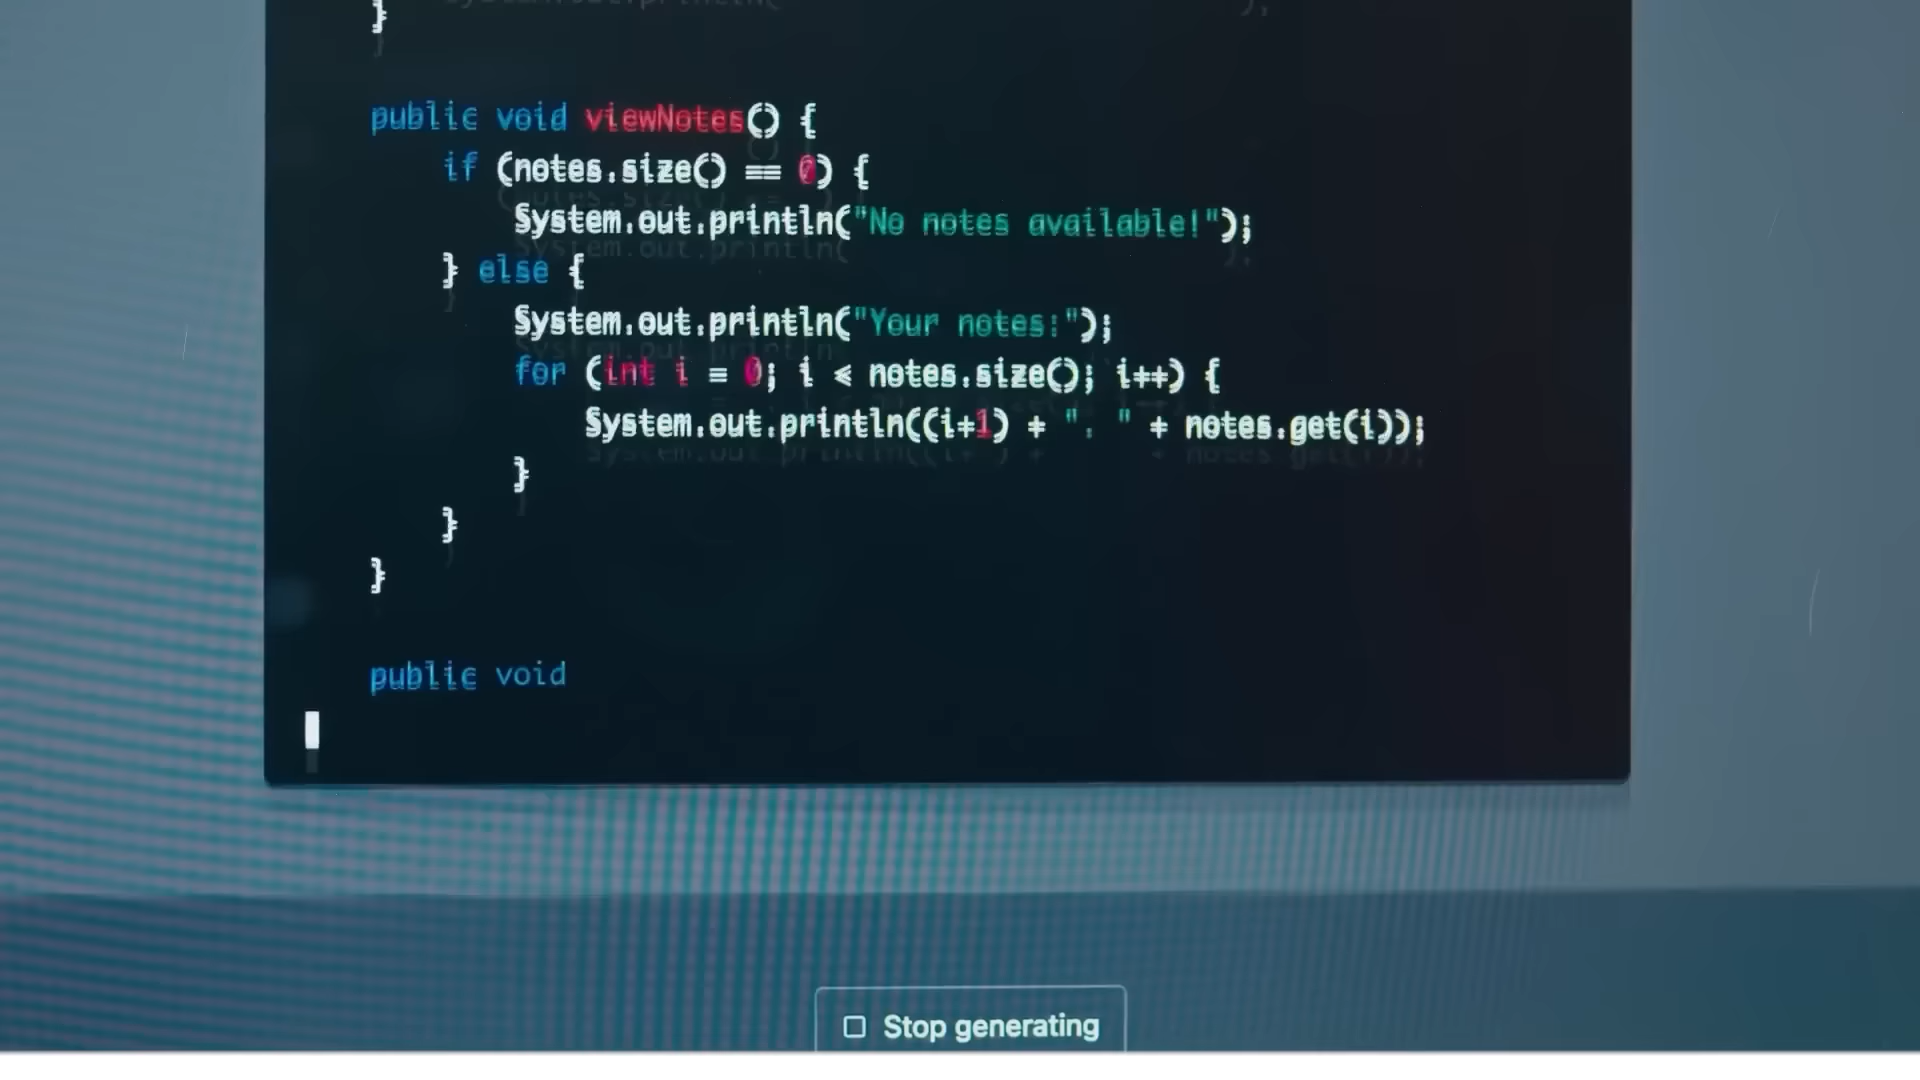 }
public void viewNotes() {
if (notes.size() == 0) {
System.out.println("No notes available!");
} else {
System.out.println("Your notes:");
for (int i = 0; i < notes.size(); i++) {
System.out.println((i+1) + ". " + notes.get(i));
}
}
}
public void
Stop generating